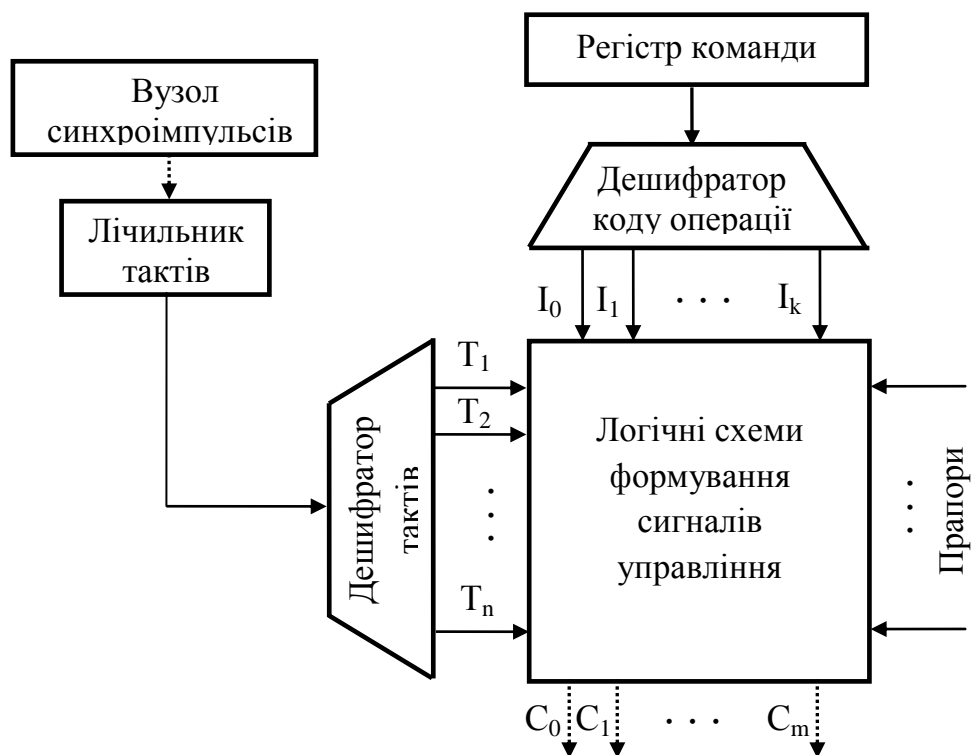 Регістр команди
Вузол
синхроімпульсів
Дешифратор
коду операції
Лічильник
тактів
I0 I1 . . . Ik
T1
T2
. . .
Tn
Дешифратор
тактів
Логічні схеми
формування
сигналів
управління
. . .
Прапори
C0 C1 . . . Cm